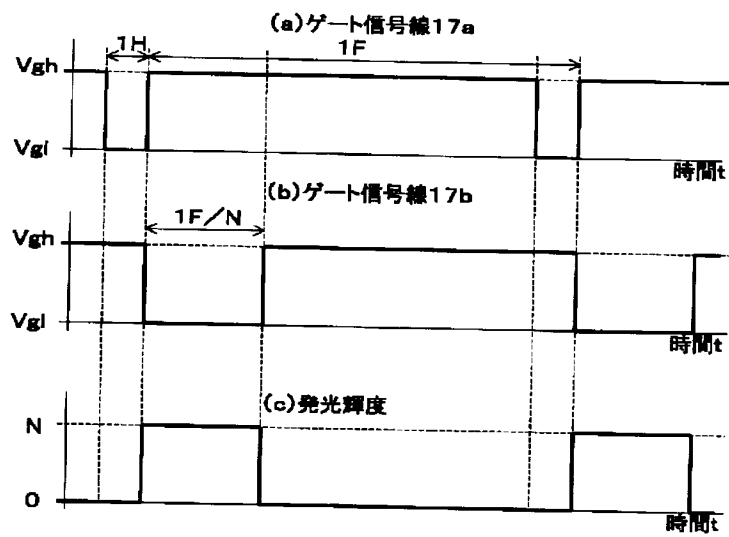 (a)ゲート信号線17a
1H
1F
Vgh
Vgl
時間t
(b)ゲート信号線17b
1F/N
Vgh
Vgl
時間t
(c)発光輝度
N
0
時間t